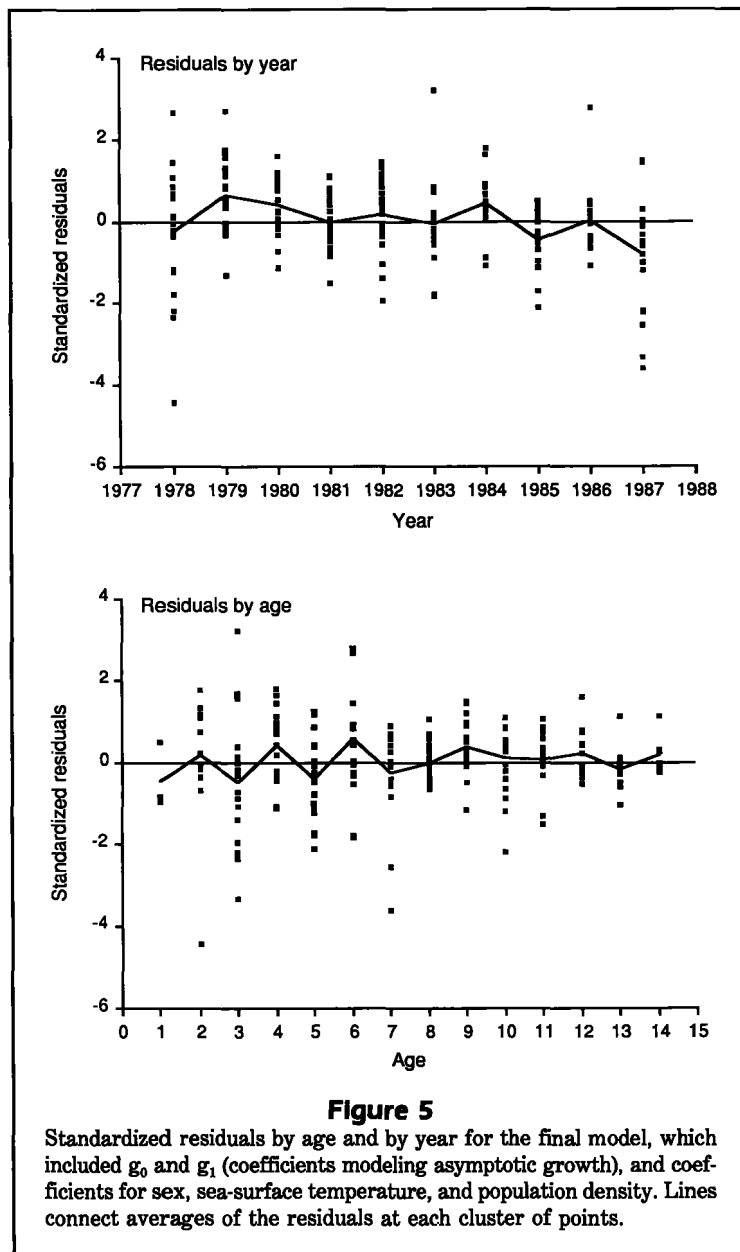 Residuals by year
4
2
0
-2
-4
-6
Standardized residuals
1977 1978 1979 1980 1981 1982 1983 1984 1985 1986 1987 1988
Year
Residuals by age
4
2
0
-2
-4
-6
Standardized residuals
0 1 2 3 4 5 6 7 8 9 10 11 12 13 14 15
Age
Figure 5
Standardized residuals by age and by year for the final model, which
included g₀ and g₁ (coefficients modeling asymptotic growth), and coef-
ficients for sex, sea-surface temperature, and population density. Lines
connect averages of the residuals at each cluster of points.